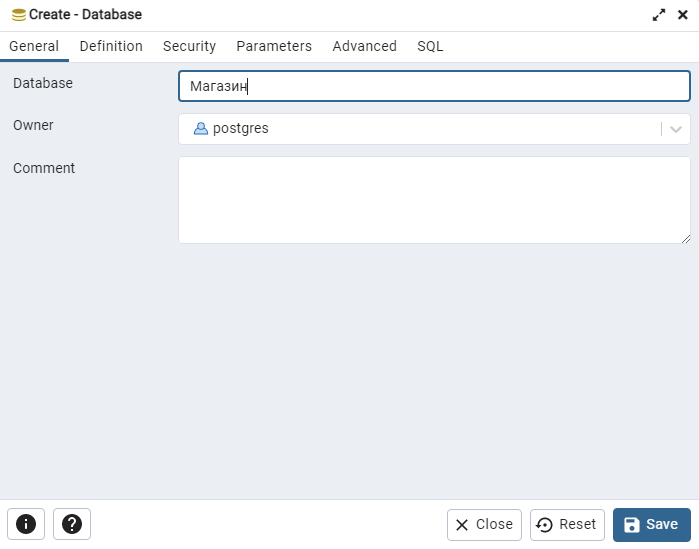 Create - Database
General Definition Security Parameters Advanced SQL
Database Магазин
Owner postgres
Comment
Close Reset Save